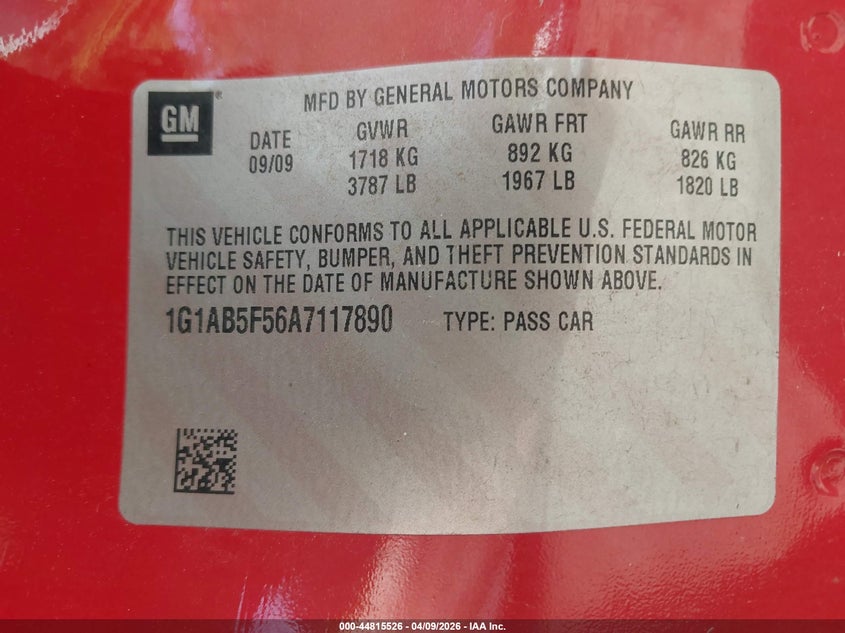 GM ®
MFD BY GENERAL MOTORS COMPANY
DATE GVWR GAWR FRT GAWR RR
09/09 1718 KG 892 KG 826 KG
3787 LB 1967 LB 1820 LB
THIS VEHICLE CONFORMS TO ALL APPLICABLE U.S. FEDERAL MOTOR
VEHICLE SAFETY, BUMPER, AND THEFT PREVENTION STANDARDS IN
EFFECT ON THE DATE OF MANUFACTURE SHOWN ABOVE.
1G1AB5F56A7117890 TYPE: PASS CAR
000-44815526 - 04/09/2026 - IAA Inc.